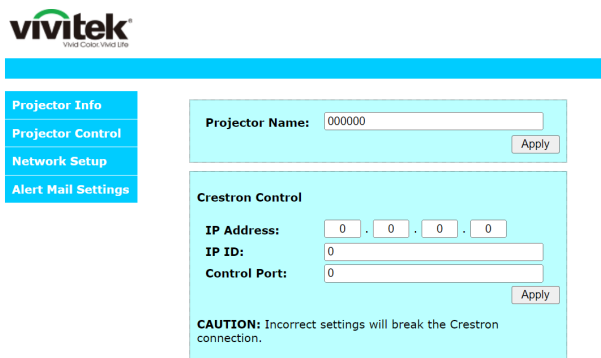 vivitek
Vivid Color, Vivid Life
Projector Info
Projector Control
Network Setup
Alert Mail Settings
Projector Name: 000000
Apply
Crestron Control
IP Address: 0 . 0 . 0 . 0
IP ID: 0
Control Port: 0
Apply
CAUTION: Incorrect settings will break the Crestron
connection.